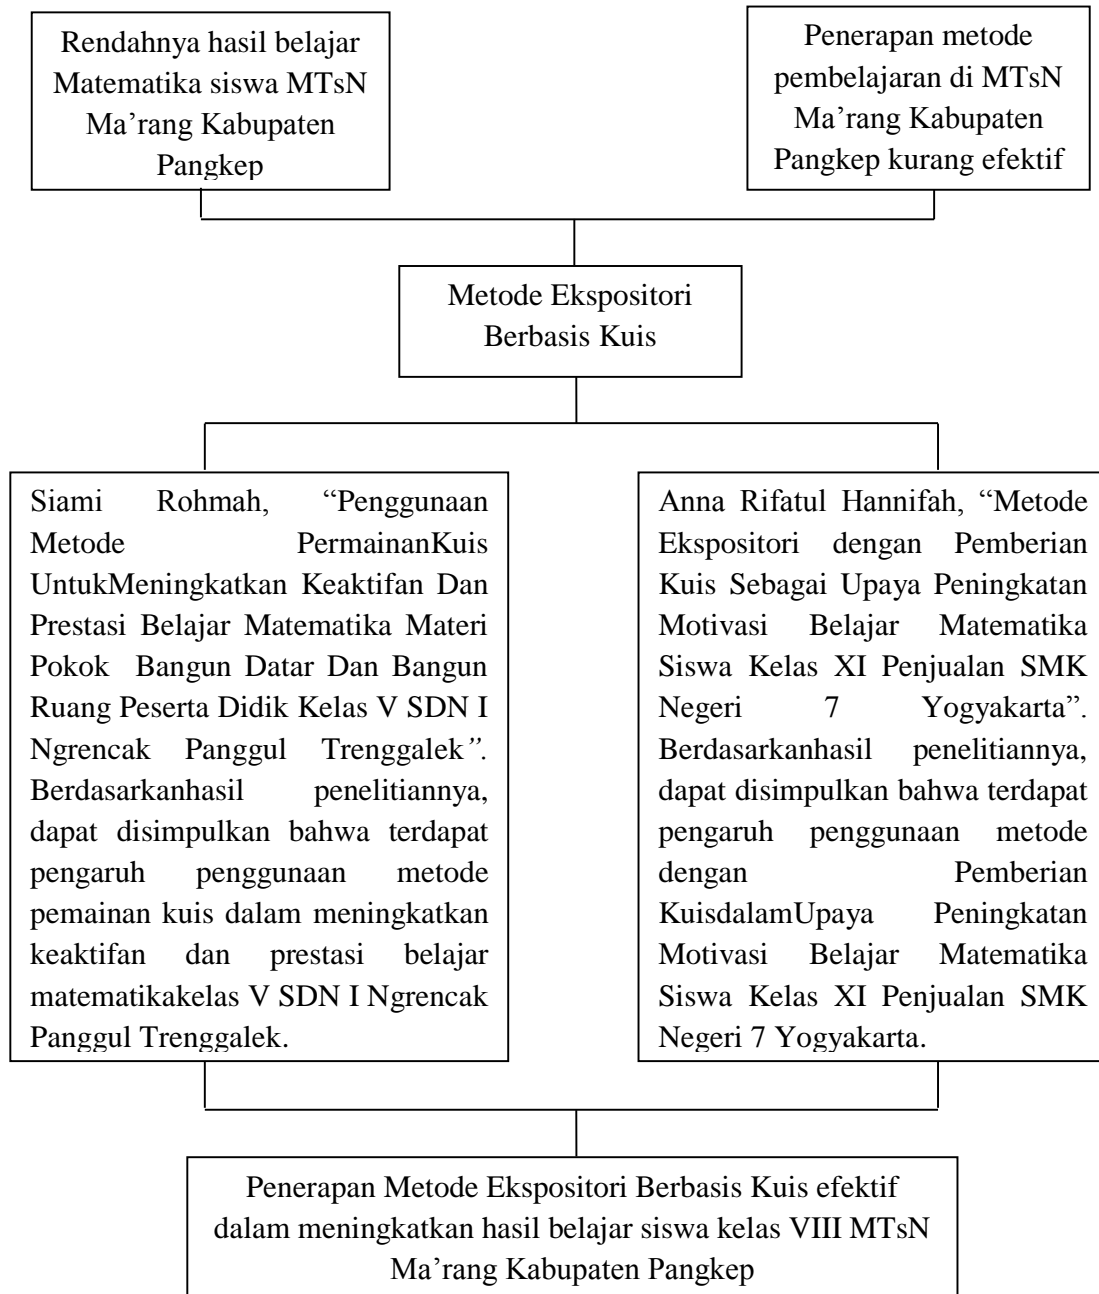 Rendahnya hasil belajar
Matematika siswa MTsN
Ma’rang Kabupaten
Pangkep
Penerapan metode
pembelajaran di MTsN
Ma’rang Kabupaten
Pangkep kurang efektif
Metode Ekspositori
Berbasis Kuis
Siami Rohmah, “Penggunaan
Metode PermainanKuis
UntukMeningkatkan Keaktifan Dan
Prestasi Belajar Matematika Materi
Pokok Bangun Datar Dan Bangun
Ruang Peserta Didik Kelas V SDN I
Ngrencak Panggul Trenggalek”.
Berdasarkanhasil penelitiannya,
dapat disimpulkan bahwa terdapat
pengaruh penggunaan metode
pemainan kuis dalam meningkatkan
keaktifan dan prestasi belajar
matematikakelas V SDN I Ngrencak
Panggul Trenggalek.
Anna Rifatul Hannifah, “Metode
Ekspositori dengan Pemberian
Kuis Sebagai Upaya Peningkatan
Motivasi Belajar Matematika
Siswa Kelas XI Penjualan SMK
Negeri 7 Yogyakarta”.
Berdasarkanhasil penelitiannya,
dapat disimpulkan bahwa terdapat
pengaruh penggunaan metode
dengan Pemberian
KuisdalamUpaya Peningkatan
Motivasi Belajar Matematika
Siswa Kelas XI Penjualan SMK
Negeri 7 Yogyakarta.
Penerapan Metode Ekspositori Berbasis Kuis efektif
dalam meningkatkan hasil belajar siswa kelas VIII MTsN
Ma’rang Kabupaten Pangkep